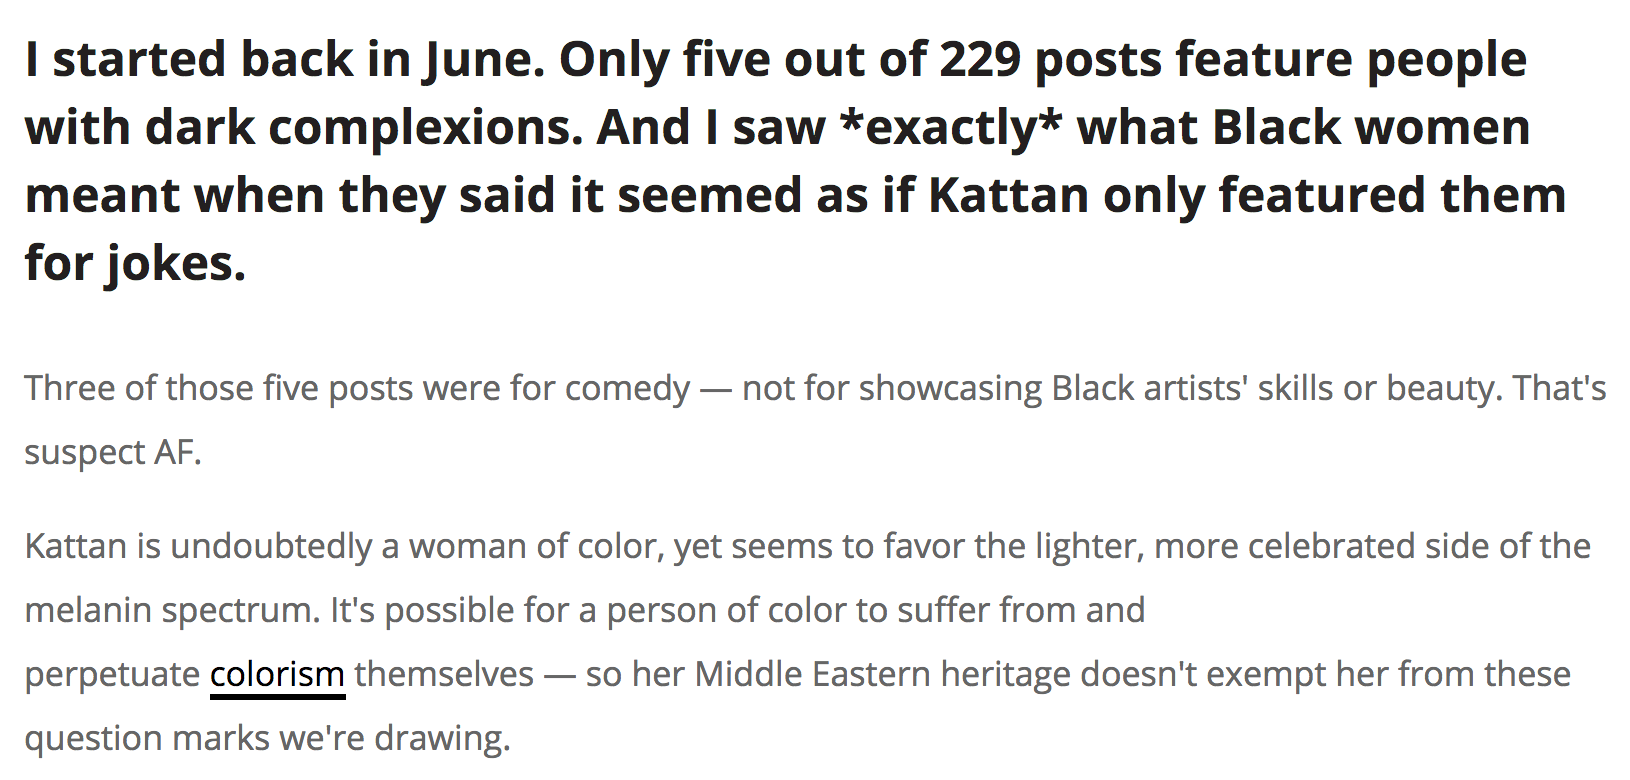 I started back in June. Only five out of 229 posts feature people
with dark complexions. And I saw *exactly* what Black women
meant when they said it seemed as if Kattan only featured them
for jokes.
Three of those five posts were for comedy — not for showcasing Black artists' skills or beauty. That's
suspect AF.
Kattan is undoubtedly a woman of color, yet seems to favor the lighter, more celebrated side of the
melanin spectrum. It's possible for a person of color to suffer from and
perpetuate colorism themselves — so her Middle Eastern heritage doesn't exempt her from these
question marks we're drawing.